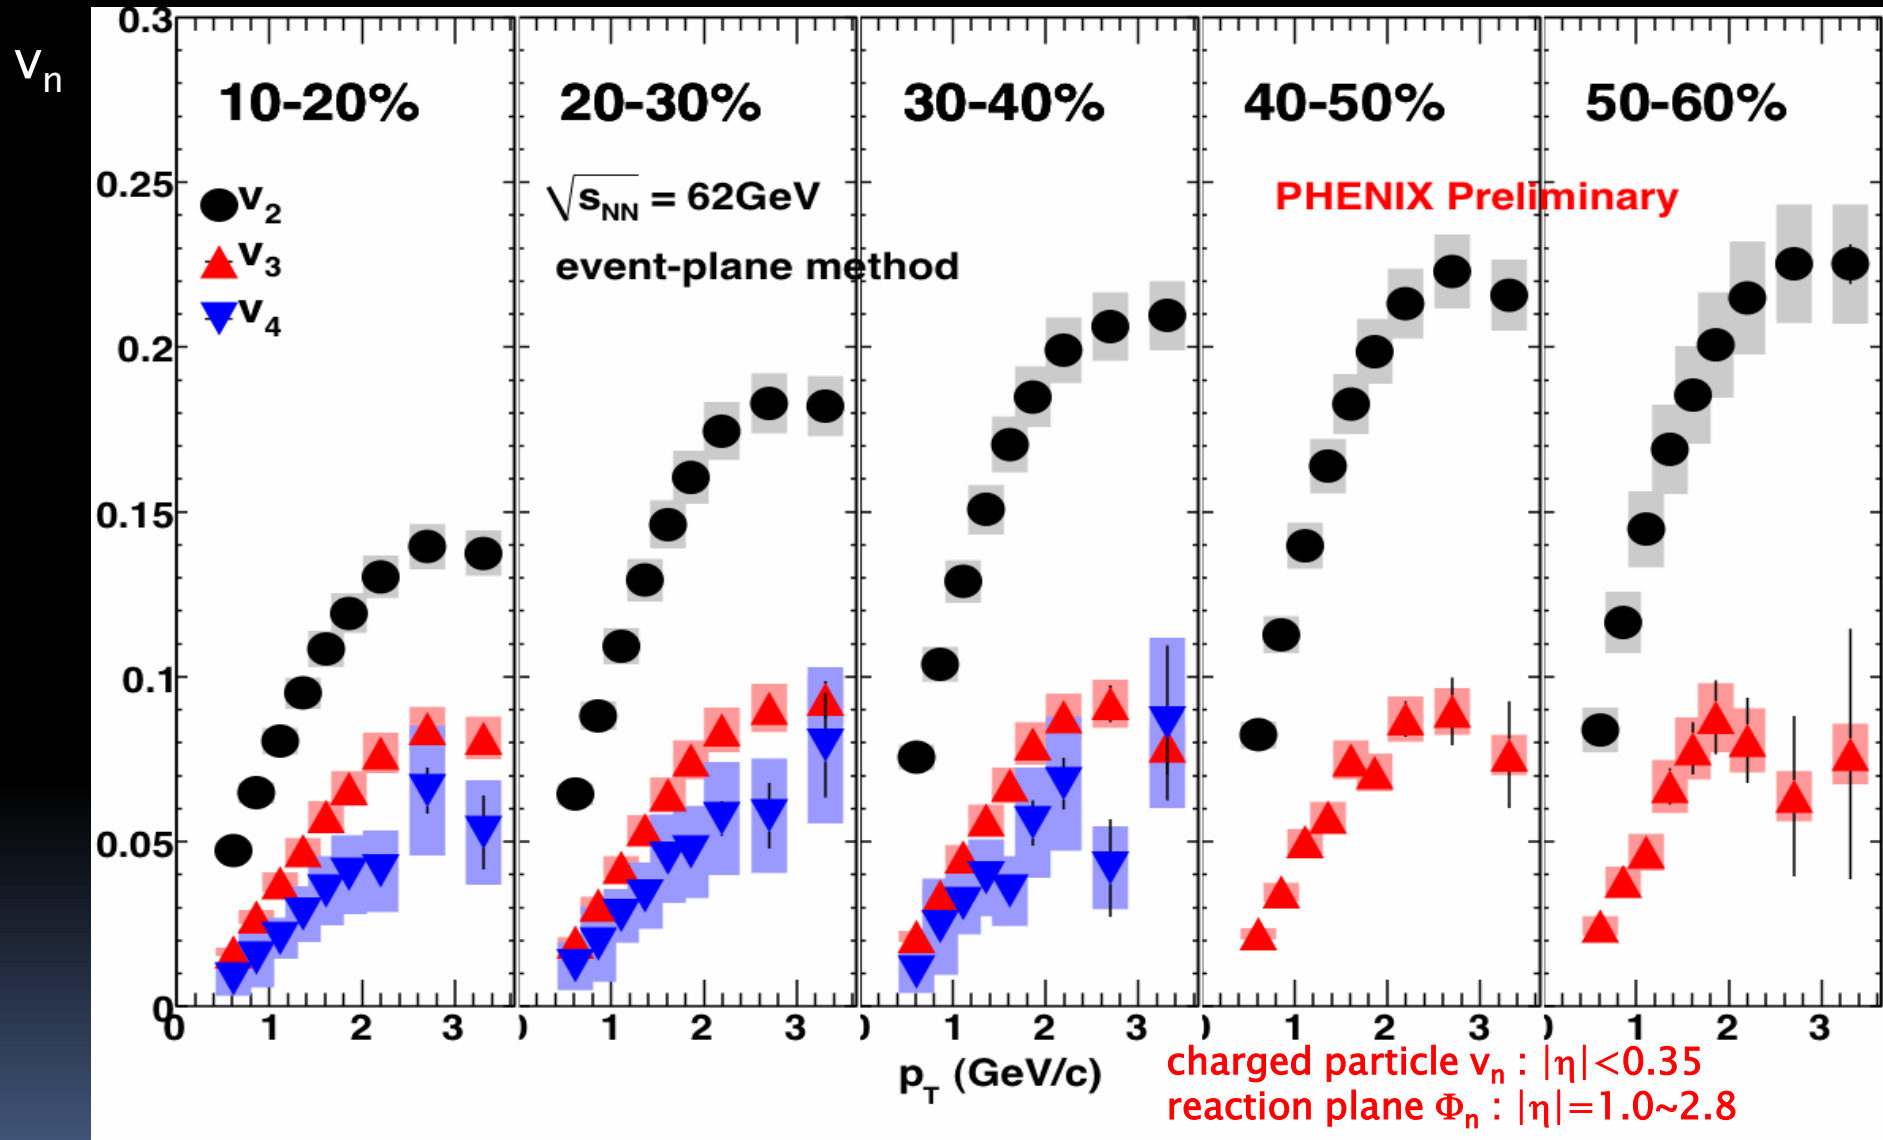 vn
0.3
0.25
0.2
0.15
0.1
0.05
0
10-20%
20-30%
30-40%
40-50%
50-60%
v2
v3
v4
√sNN = 62GeV
event-plane method
PHENIX Preliminary
0 1 2 3
1 2 3
1 2 3
1 2 3
1 2 3
pT (GeV/c)
charged particle vn : |η|<0.35
reaction plane Φn : |η|=1.0~2.8